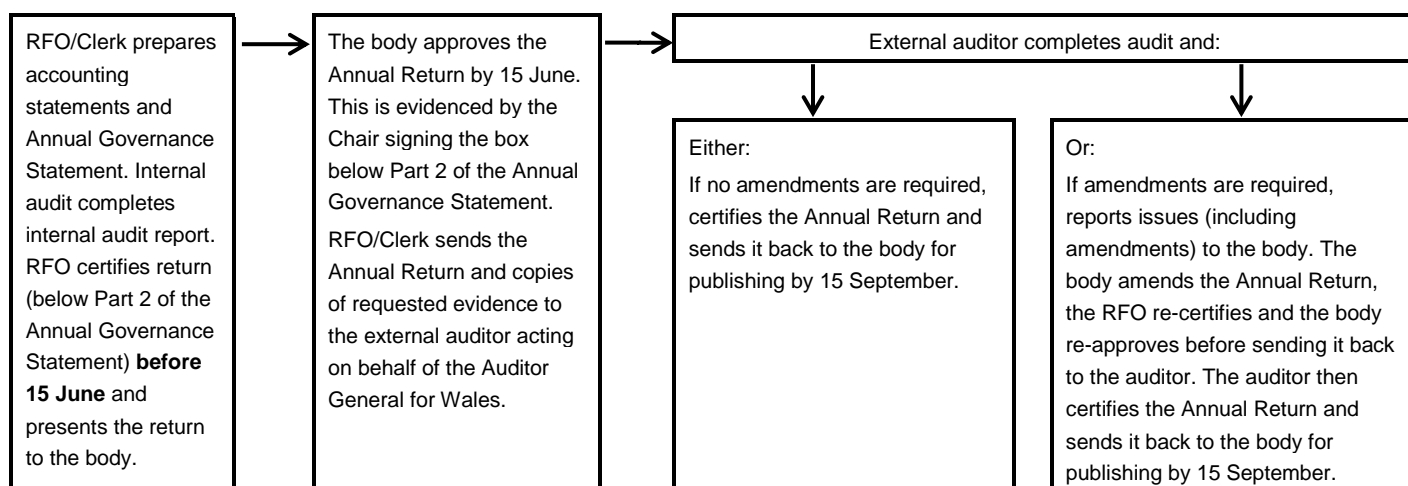 RFO/Clerk prepares
accounting
statements and
Annual Governance
Statement. Internal
audit completes
internal audit report.
RFO certifies return
(below Part 2 of the
Annual Governance
Statement) before
15 June and
presents the return
to the body.
The body approves the
Annual Return by 15 June.
This is evidenced by the
Chair signing the box
below Part 2 of the Annual
Governance Statement.
RFO/Clerk sends the
Annual Return and copies
of requested evidence to
the external auditor acting
on behalf of the Auditor
General for Wales.
External auditor completes audit and:
Either:
If no amendments are required,
certifies the Annual Return and
sends it back to the body for
publishing by 15 September.
Or:
If amendments are required,
reports issues (including
amendments) to the body. The
body amends the Annual Return,
the RFO re-certifies and the body
re-approves before sending it back
to the auditor. The auditor then
certifies the Annual Return and
sends it back to the body for
publishing by 15 September.